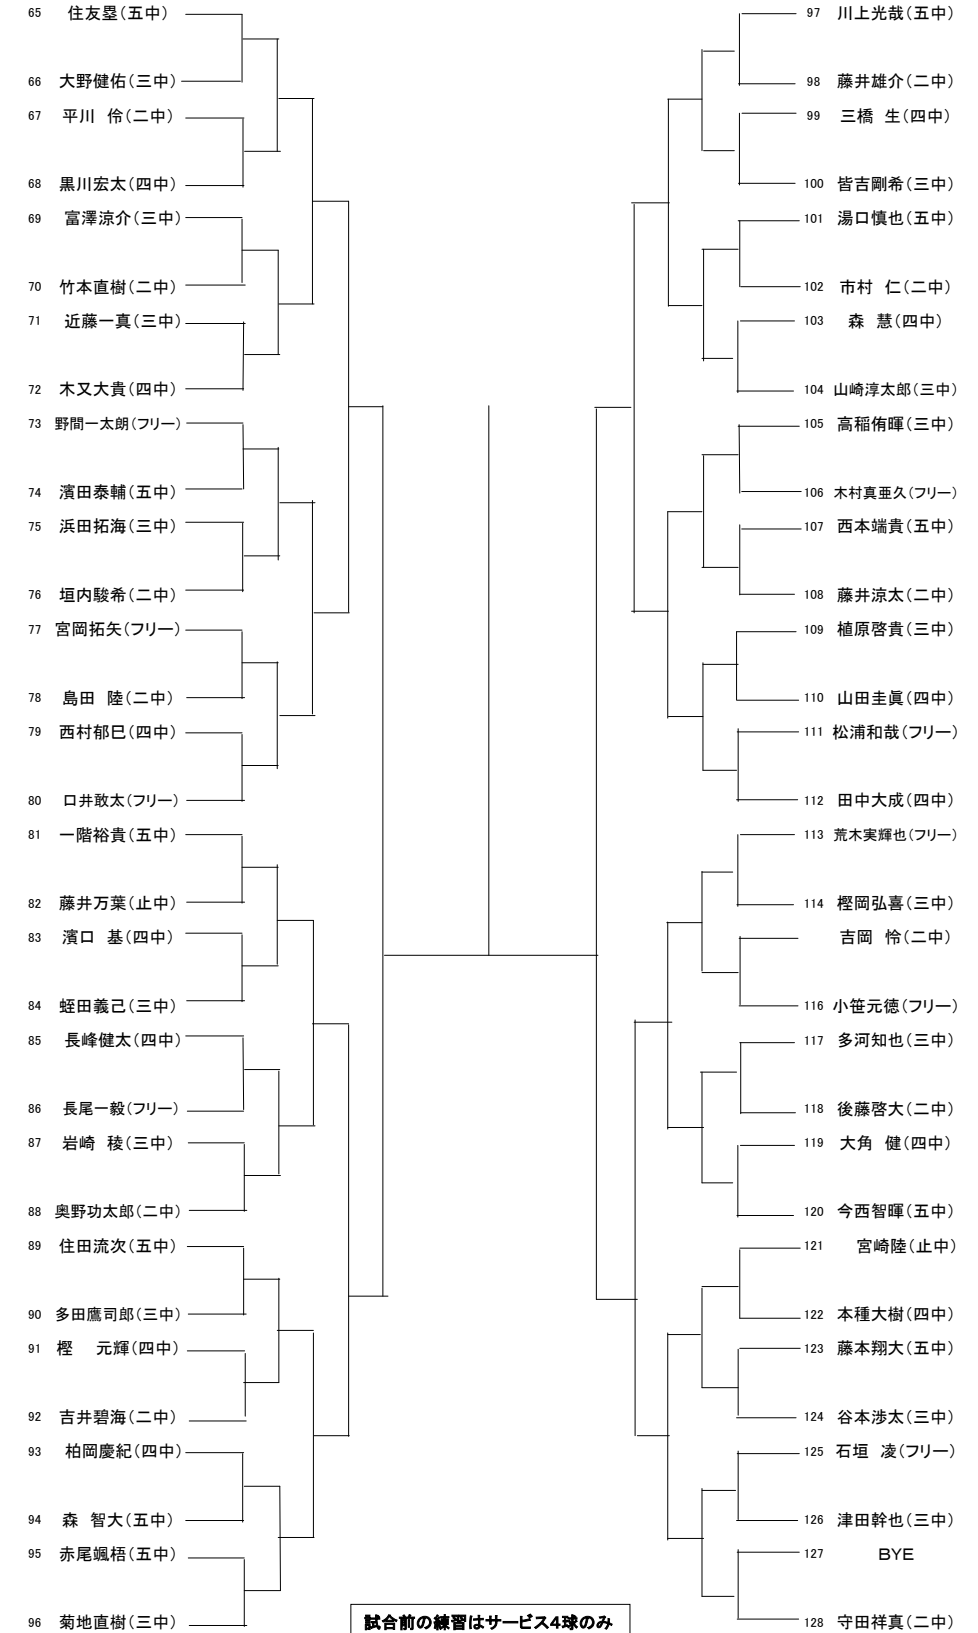 65 住友塁(五中)
66 大野健佑(三中)
67 平川 伶(二中)
68 黒川宏太(四中)
69 富澤涼介(三中)
70 竹本直樹(二中)
71 近藤一真(三中)
72 木又大貴(四中)
73 野間一太朗(フリー)
74 濱田泰輔(五中)
75 浜田拓海(三中)
76 垣内駿希(二中)
77 宮岡拓矢(フリー)
78 島田 陸(二中)
79 西村郁巳(四中)
80 口井敢太(フリー)
81 一階裕貴(五中)
82 藤井万葉(止中)
83 濱口 基(四中)
84 蛭田義己(三中)
85 長峰健太(四中)
86 長尾一毅(フリー)
87 岩崎 稜(三中)
88 奥野功太郎(二中)
89 住田流次(五中)
90 多田鷹司郎(三中)
91 樫 元輝(四中)
92 吉井碧海(二中)
93 柏岡慶紀(四中)
94 森 智大(五中)
95 赤尾颯梧(五中)
96 菊地直樹(三中)
97 川上光哉(五中)
98 藤井雄介(二中)
99 三橋 生(四中)
100 皆吉剛希(三中)
101 湯口慎也(五中)
102 市村 仁(二中)
103 森 慧(四中)
104 山崎淳太郎(三中)
105 高稲侑暉(三中)
106 木村真亜久(フリー)
107 西本端貴(五中)
108 藤井涼太(二中)
109 植原啓貴(三中)
110 山田圭眞(四中)
111 松浦和哉(フリー)
112 田中大成(四中)
113 荒木実輝也(フリー)
114 樫岡弘喜(三中)
吉岡 怜(二中)
116 小笹元徳(フリー)
117 多河知也(三中)
118 後藤啓大(二中)
119 大角 健(四中)
120 今西智暉(五中)
121 宮崎陸(止中)
122 本種大樹(四中)
123 藤本翔大(五中)
124 谷本渉太(三中)
125 石垣 凌(フリー)
126 津田幹也(三中)
127 BYE
128 守田祥真(二中)
試合前の練習はサービス4球のみ